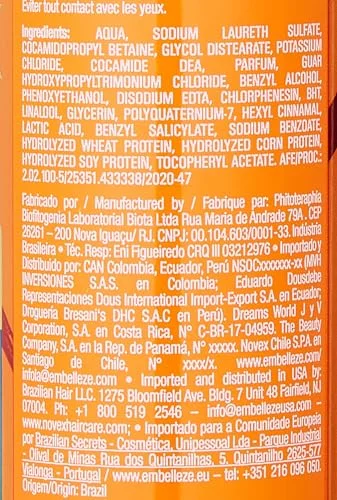 Éviter tout contact avec les yeux.
Ingredients: AQUA, SODIUM LAURETH SULFATE,
COCAMIDOPROPYL BETAINE, GLYCOL DISTEARATE, POTASSIUM
CHLORIDE, COCAMIDE DEA, PARFUM, GUAR
HYDROXYPROPYLTRIMONIUM CHLORIDE, BENZYL ALCOHOL,
PHENOXYETHANOL, DISODIUM EDTA, CHLORPHENESIN, BHT,
LINALOOL, GLYCERIN, POLYQUATERNIUM-7, HEXYL CINNAMAL,
LACTIC ACID, BENZYL SALICYLATE, SODIUM BENZOATE,
HYDROLYZED WHEAT PROTEIN, HYDROLYZED CORN PROTEIN,
HYDROLYZED SOY PROTEIN, TOCOPHERYL ACETATE. AFE/PROC.:
2.02.100-5/25351.433338/2020-47
Fabricado por / Manufactured by / Fabrique par: Phitoteraphia
Biofitogenia Laboratorial Biota Ltda Rua Maria de Andrade 79A . CEP
26261 – 200 Nova Iguaçu/ RJ. CNPJ: 00.104.603/0001-33. Indústria
Brasileira • Téc. Resp: Eni Figueiredo CRQ III 03212976 • Importado y
Distribuido por: CAN Colombia, Ecuador, Perú NSOCxxxxxxx-xx (MVH
INVERSIONES S.A.S. en Colombia; Eduardo Dousdebe
Representaciones Dous International Import-Export S.A. en Ecuador,
Drogueria Bresani's DHC S.A.C en Perú). Dreams World J y V
Corporation, S.A. en Costa Rica, N° C-BR-17-04959. The Beauty
Company, S.A. en la Rep. de Panamá, N° xxxxx. Novex Chile S.P.A. en
Santiago de Chile, N° xxxx/x. www.embelleze.com/
infola@embelleze.com • Imported and distributed in USA by:
Brazilian Hair LLC. 1275 Bloomfield Ave. Bldg. 7 Unit 48 Fairfield, NJ
07004. Ph: +1 800 519 2546 – info@embellezeusa.com -
www.novexhaircare.com • Importado para a Comunidade Europeia
por Brazilian Secrets - Cosmética. Unipessoal Lda - Parque Industrial
- Olival de Minas Rua dos Quintanilhas, 5. Quintanilho 2625-577
Vialonga - Portugal / www.embelleze.eu - tel: +351 216 096 050.
Origem/Origin: Brazil